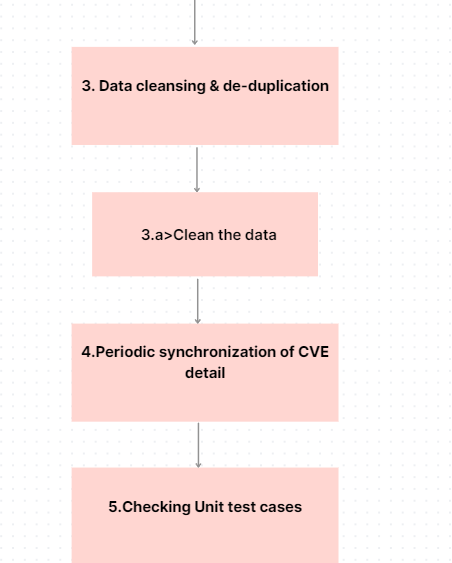 3. Data cleansing & de-duplication
3.a>Clean the data
4.Periodic synchronization of CVE
detail
5.Checking Unit test cases